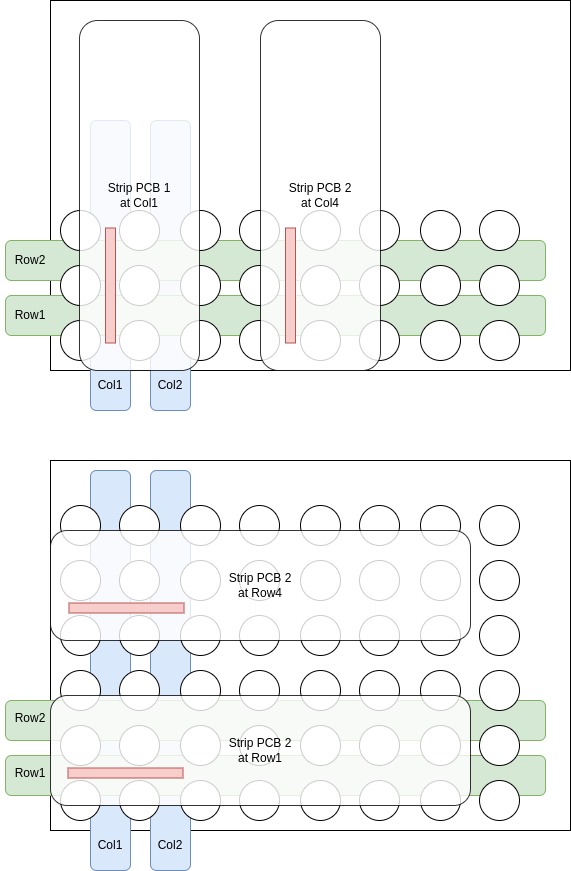 Strip PCB 1
at Col1
Strip PCB 2
at Col4
Row2
Row1
Col1
Col2
Strip PCB 2
at Row4
Row2
Strip PCB 2
at Row1
Row1
Col1
Col2